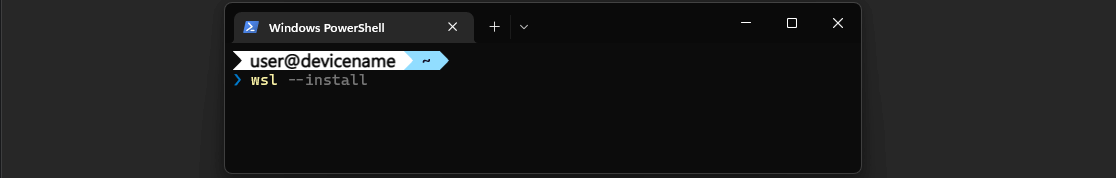 Windows PowerShell
user@devicename ~
❯ wsl --install